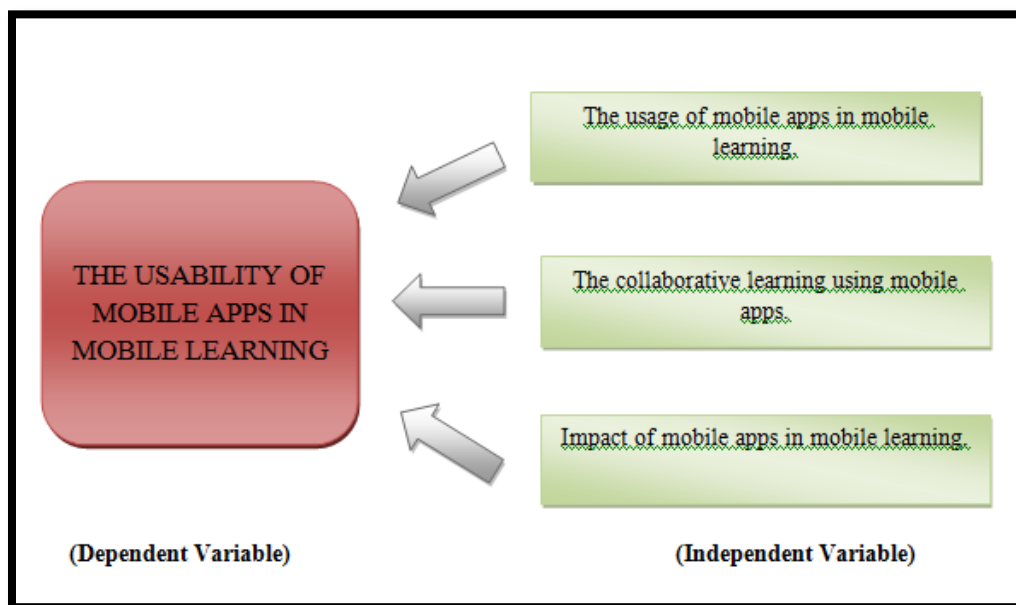 THE USABILITY OF
MOBILE APPS IN
MOBILE LEARNING
The usage of mobile apps in mobile
learning.
The collaborative learning using mobile
apps.
Impact of mobile apps in mobile learning.
(Dependent Variable)
(Independent Variable)